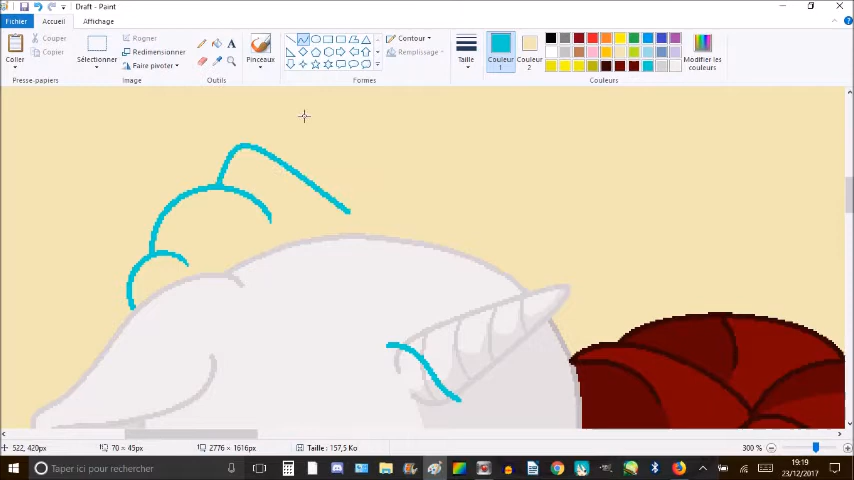 Draft - Paint
Fichier Accueil Affichage
Coller
Couper
Copier
Presse-papiers
Sélectionner
Rogner
Redimensionner
Faire pivoter
Image
A
Outils
Pinceaux
Contour
Remplissage
Formes
Taille
Couleur 1
Couleur 2
Modifier les couleurs
Couleurs
522, 420px
70 × 45px
2776 × 1616px
Taille : 157,5 Ko
300 %
Taper ici pour rechercher
19:19
23/12/2017